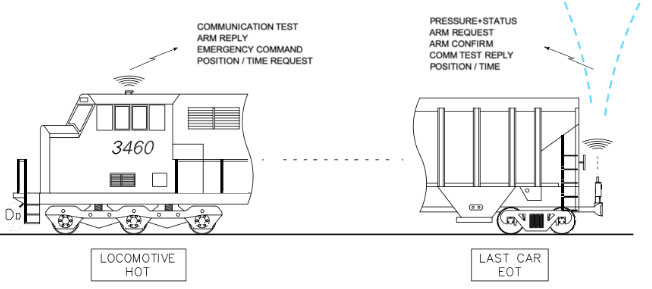 COMMUNICATION TEST
ARM REPLY
EMERGENCY COMMAND
POSITION / TIME REQUEST
PRESSURE+STATUS
ARM REQUEST
ARM CONFIRM
COMM TEST REPLY
POSITION / TIME
3460
LOCOMOTIVE
HOT
LAST CAR
EOT